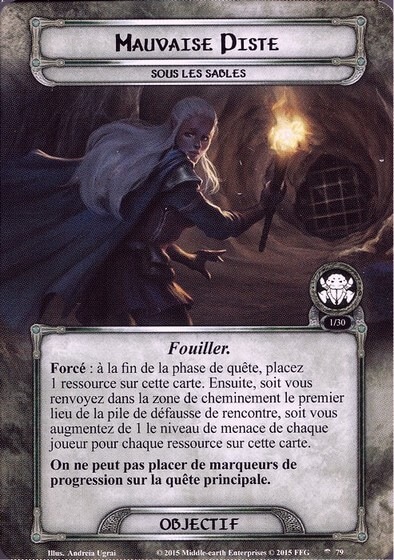 Mauvaise Piste
SOUS LES SABLES
1/30
Fouiller.
Forcé : à la fin de la phase de quête, placez
1 ressource sur cette carte. Ensuite, soit vous
renvoyez dans la zone de cheminement le premier
lieu de la pile de défausse de rencontre, soit vous
augmentez de 1 le niveau de menace de chaque
joueur pour chaque ressource sur cette carte.
On ne peut pas placer de marqueurs de
progression sur la quête principale.
OBJECTIF
Illus. Andreia Ugrai © 2015 Middle-earth Enterprises © 2015 FFG 79